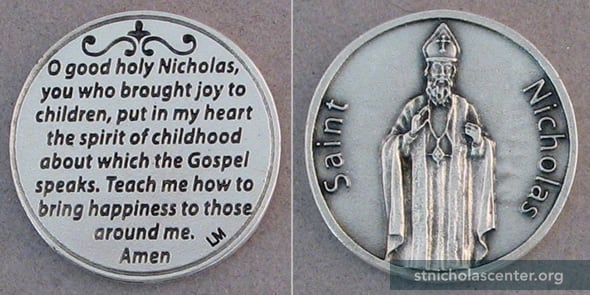 O good holy Nicholas,
you who brought joy to
children, put in my heart
the spirit of childhood
about which the Gospel
speaks. Teach me how to
bring happiness to those
around me.
LM
Amen
Saint
Nicholas
stnicholascenter.org